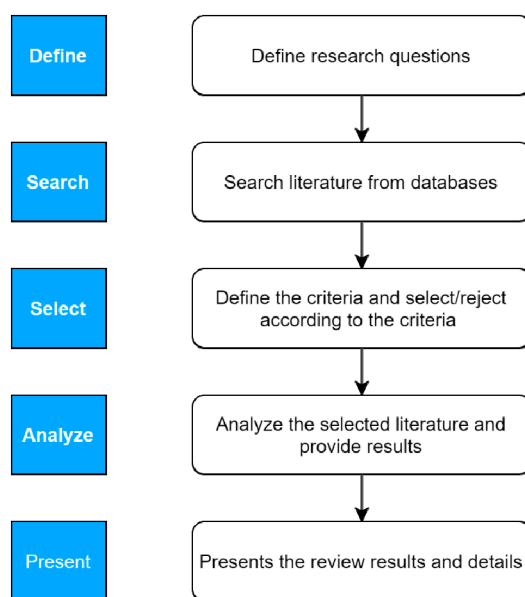 Define
Define research questions
Search
Search literature from databases
Select
Define the criteria and select/reject
according to the criteria
Analyze
Analyze the selected literature and
provide results
Present
Presents the review results and details